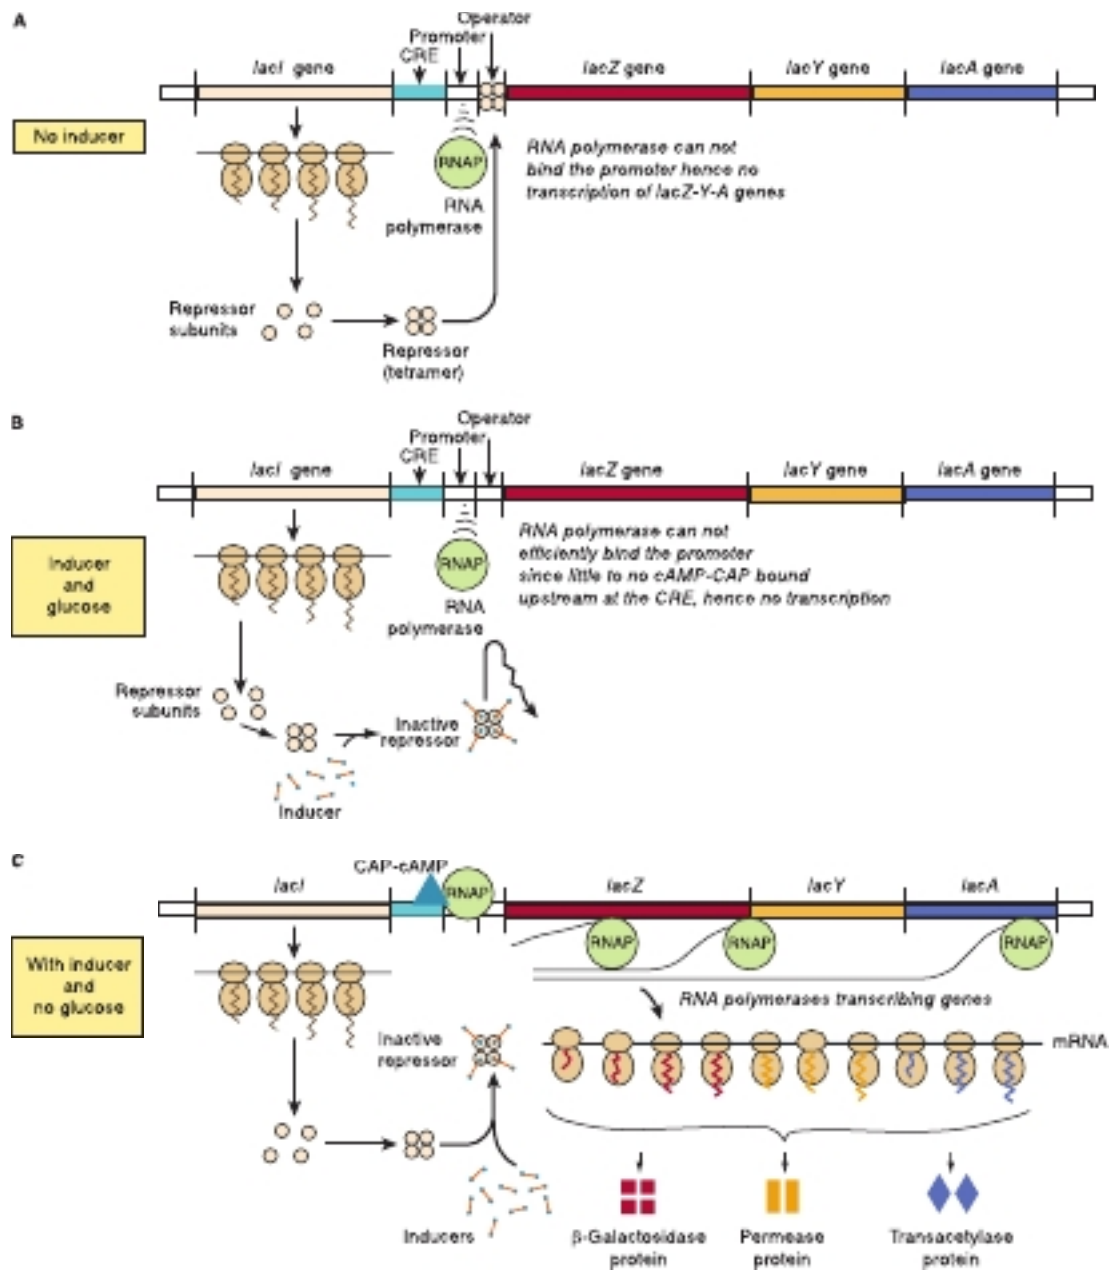 A
Operator
Promoter
CRE
lacI gene
lacZ gene
lacY gene
lacA gene
No inducer
RNAP
RNA
polymerase
RNA polymerase can not
bind the promoter hence no
transcription of lacZ-Y-A genes
Repressor
subunits
Repressor
(tetramer)
B
Operator
Promoter
CRE
lacI gene
lacZ gene
lacY gene
lacA gene
Inducer
and
glucose
RNAP
RNA
polymerase
RNA polymerase can not
efficiently bind the promoter
since little to no cAMP-CAP bound
upstream at the CRE, hence no transcription
Repressor
subunits
Inactive
repressor
Inducer
C
CAP-cAMP
lacI
RNAP
lacZ
lacY
lacA
With inducer
and
no glucose
RNAP
RNAP
RNAP
RNA polymerases transcribing genes
mRNA
Inactive
repressor
Inducers
β-Galactosidase
protein
Permease
protein
Transacetylase
protein